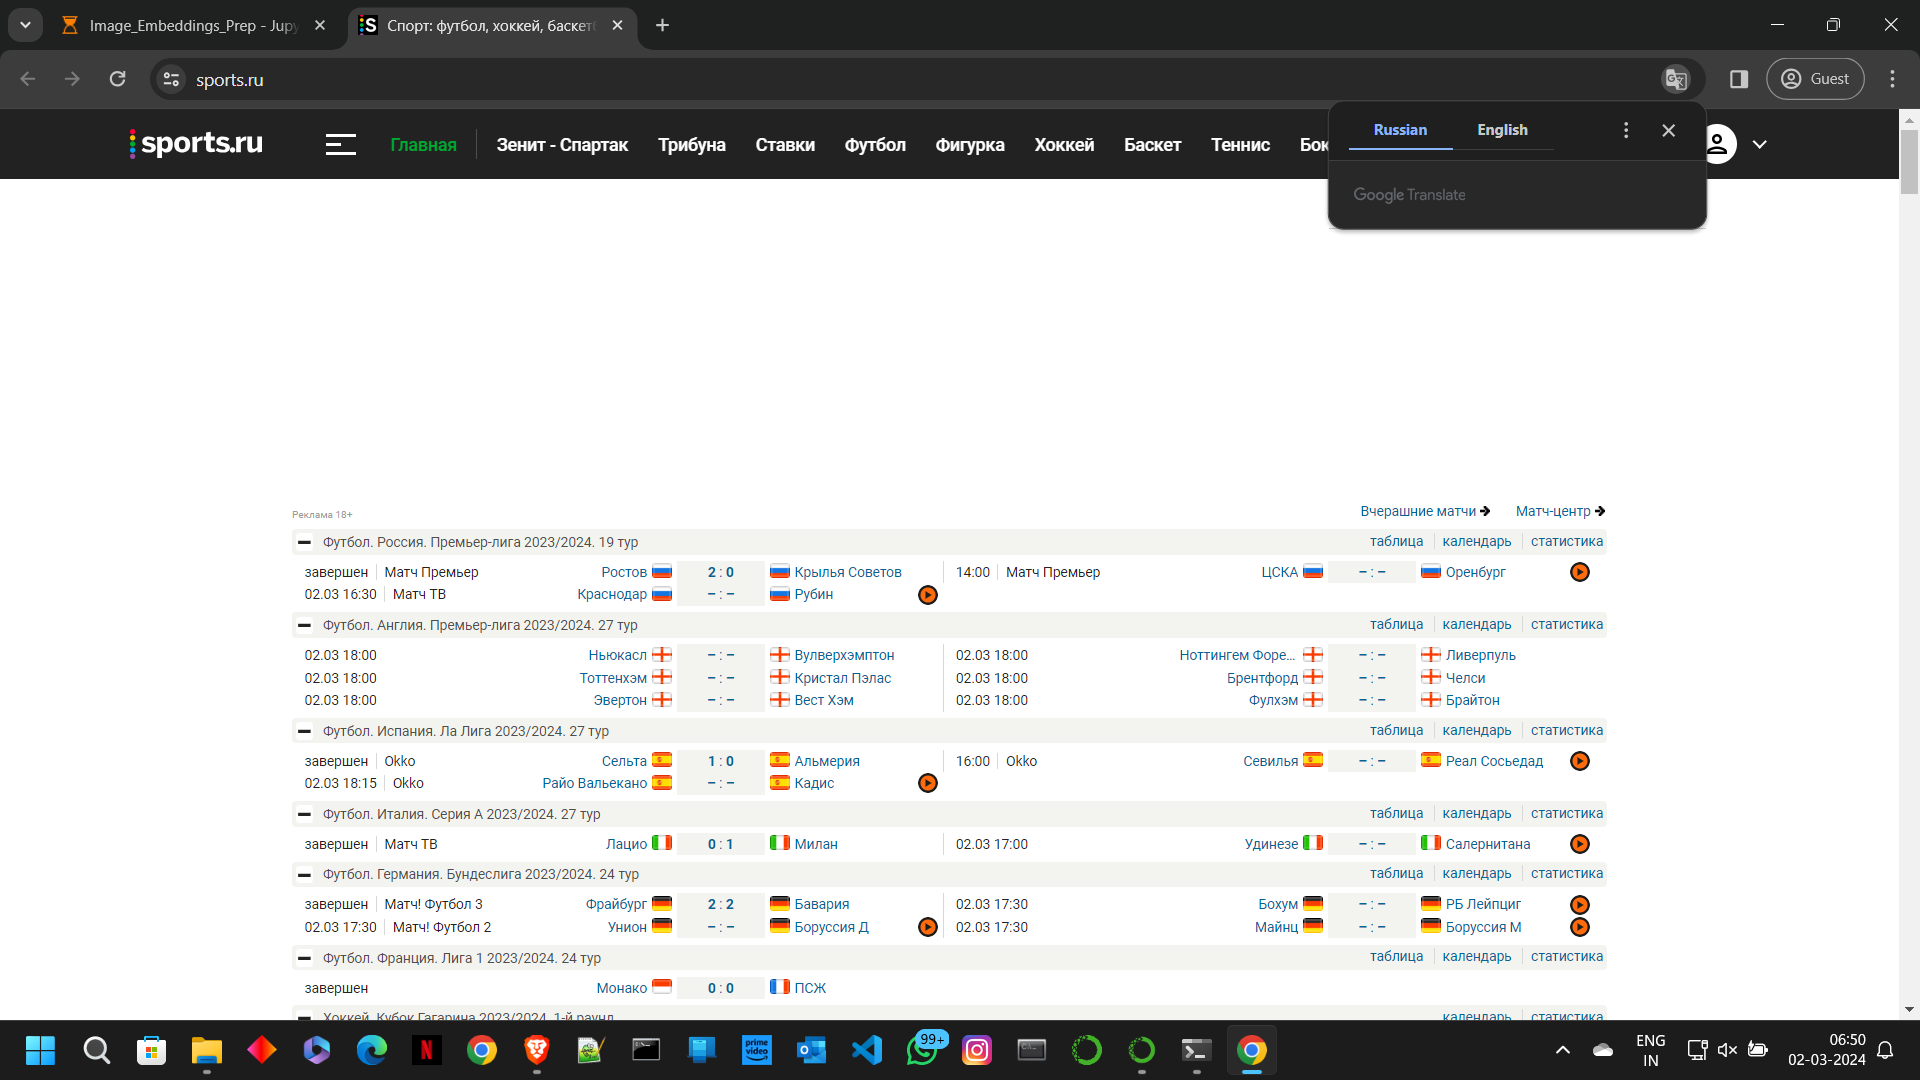 Image_Embeddings_Prep - Jupy
Спорт: футбол, хоккей, баскетб
sports.ru
Guest
sports.ru
Главная
Зенит - Спартак
Трибуна
Ставки
Футбол
Фигурка
Хоккей
Баскет
Теннис
Бок
Russian
English
Google Translate
Реклама 18+
Вчерашние матчи
Матч-центр
Футбол. Россия. Премьер-лига 2023/2024. 19 тур таблица календарь статистика
завершен Матч Премьер Ростов 2 : 0 Крылья Советов 14:00 Матч Премьер ЦСКА – : – Оренбург
02.03 16:30 Матч ТВ Краснодар – : – Рубин
Футбол. Англия. Премьер-лига 2023/2024. 27 тур таблица календарь статистика
02.03 18:00 Ньюкасл – : – Вулверхэмптон 02.03 18:00 Ноттингем Форе... – : – Ливерпуль
02.03 18:00 Тоттенхэм – : – Кристал Пэлас 02.03 18:00 Брентфорд – : – Челси
02.03 18:00 Эвертон – : – Вест Хэм 02.03 18:00 Фулхэм – : – Брайтон
Футбол. Испания. Ла Лига 2023/2024. 27 тур таблица календарь статистика
завершен Okko Сельта 1 : 0 Альмерия 16:00 Okko Севилья – : – Реал Сосьедад
02.03 18:15 Okko Райо Вальекано – : – Кадис
Футбол. Италия. Серия А 2023/2024. 27 тур таблица календарь статистика
завершен Матч ТВ Лацио 0 : 1 Милан 02.03 17:00 Удинезе – : – Салернитана
Футбол. Германия. Бундеслига 2023/2024. 24 тур таблица календарь статистика
завершен Матч! Футбол 3 Фрайбург 2 : 2 Бавария 02.03 17:30 Бохум – : – РБ Лейпциг
02.03 17:30 Матч! Футбол 2 Унион – : – Боруссия Д 02.03 17:30 Майнц – : – Боруссия М
Футбол. Франция. Лига 1 2023/2024. 24 тур таблица календарь статистика
завершен Монако 0 : 0 ПСЖ
Хоккей. Кубок Гагарина 2023/2024. 1-й раунд календарь статистика
prime video
99+
ENG
IN
06:50
02-03-2024